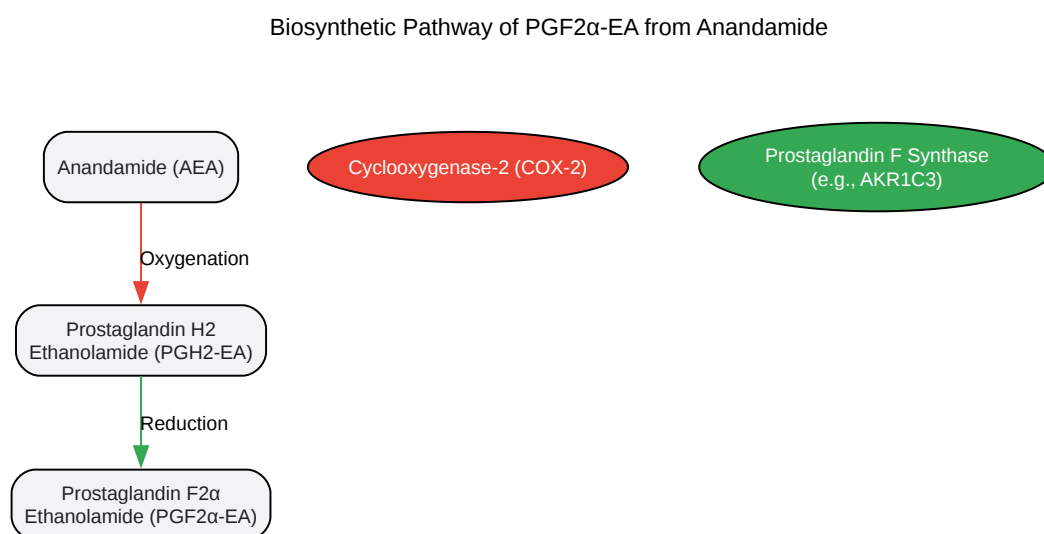 Biosynthetic Pathway of PGF2α-EA from Anandamide
Anandamide (AEA)
Cyclooxygenase-2 (COX-2)
Prostaglandin F Synthase
(e.g., AKR1C3)
Oxygenation
Prostaglandin H2
Ethanolamide (PGH2-EA)
Reduction
Prostaglandin F2α
Ethanolamide (PGF2α-EA)